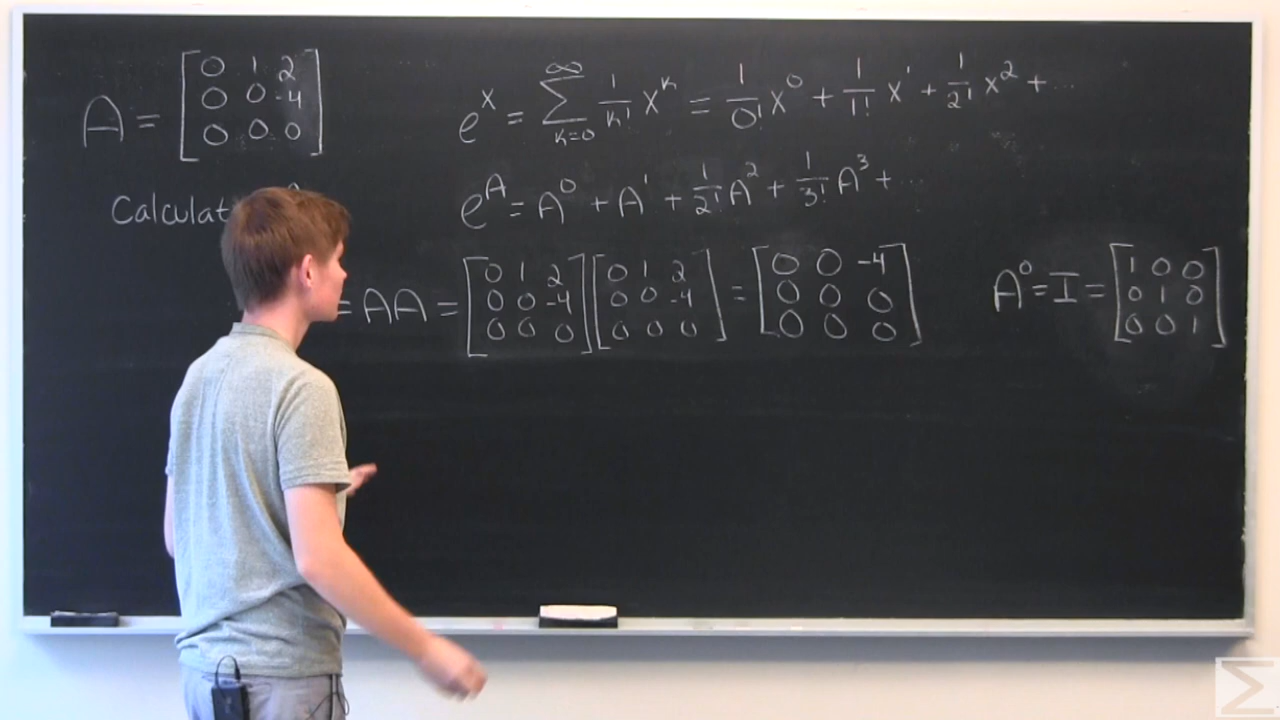 A = [0 1 2; 0 0 -4; 0 0 0]
e^x = ∑_{k=0}^{∞} 1/k! x^k = 1/0! x^0 + 1/1! x^1 + 1/2! x^2 + ...
Calculat
e^A = A^0 + A^1 + 1/2! A^2 + 1/3! A^3 + ...
= AA = [0 1 2; 0 0 -4; 0 0 0] [0 1 2; 0 0 -4; 0 0 0] = [0 0 -4; 0 0 0; 0 0 0]
A^0 = I = [1 0 0; 0 1 0; 0 0 1]
Σ